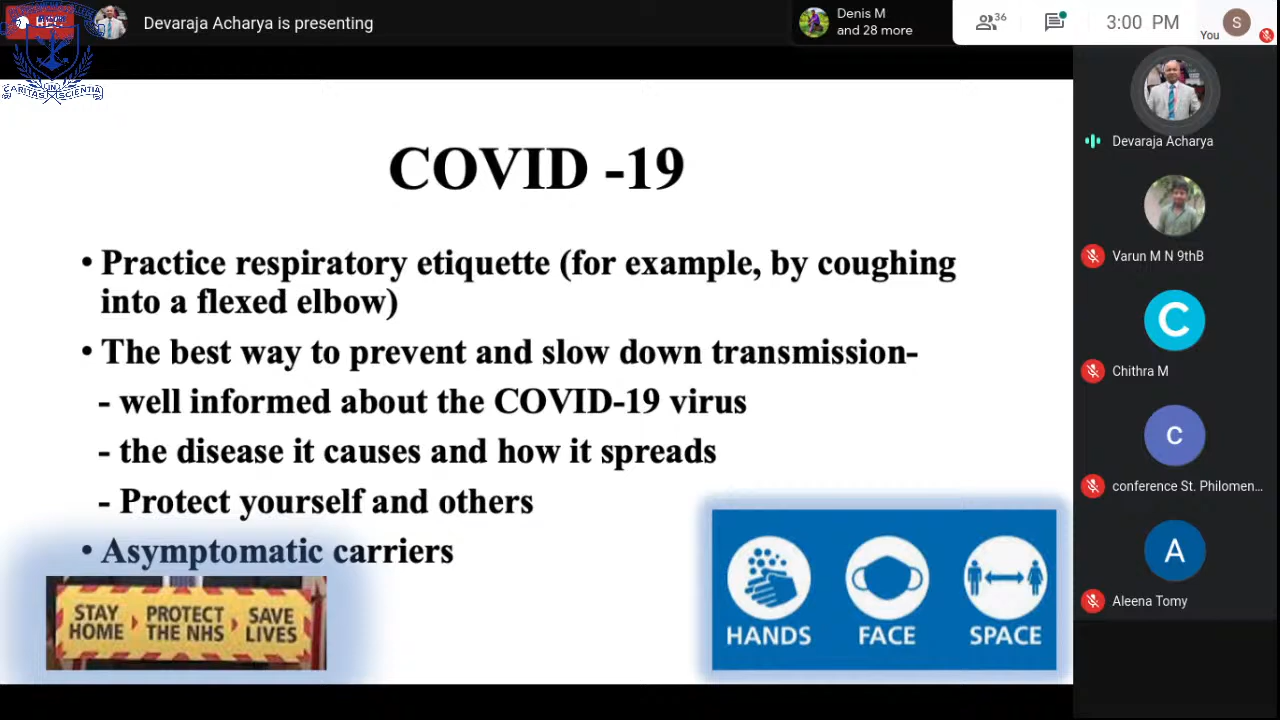 Devaraja Acharya is presenting
Denis M
and 28 more
36
3:00 PM
You
S
CARITAS SCIENTIA
COVID -19
• Practice respiratory etiquette (for example, by coughing
into a flexed elbow)
• The best way to prevent and slow down transmission-
- well informed about the COVID-19 virus
- the disease it causes and how it spreads
- Protect yourself and others
• Asymptomatic carriers
STAY HOME
PROTECT THE NHS
SAVE LIVES
HANDS
FACE
SPACE
Devaraja Acharya
Varun M N 9thB
C
Chithra M
C
conference St. Philomen...
A
Aleena Tomy